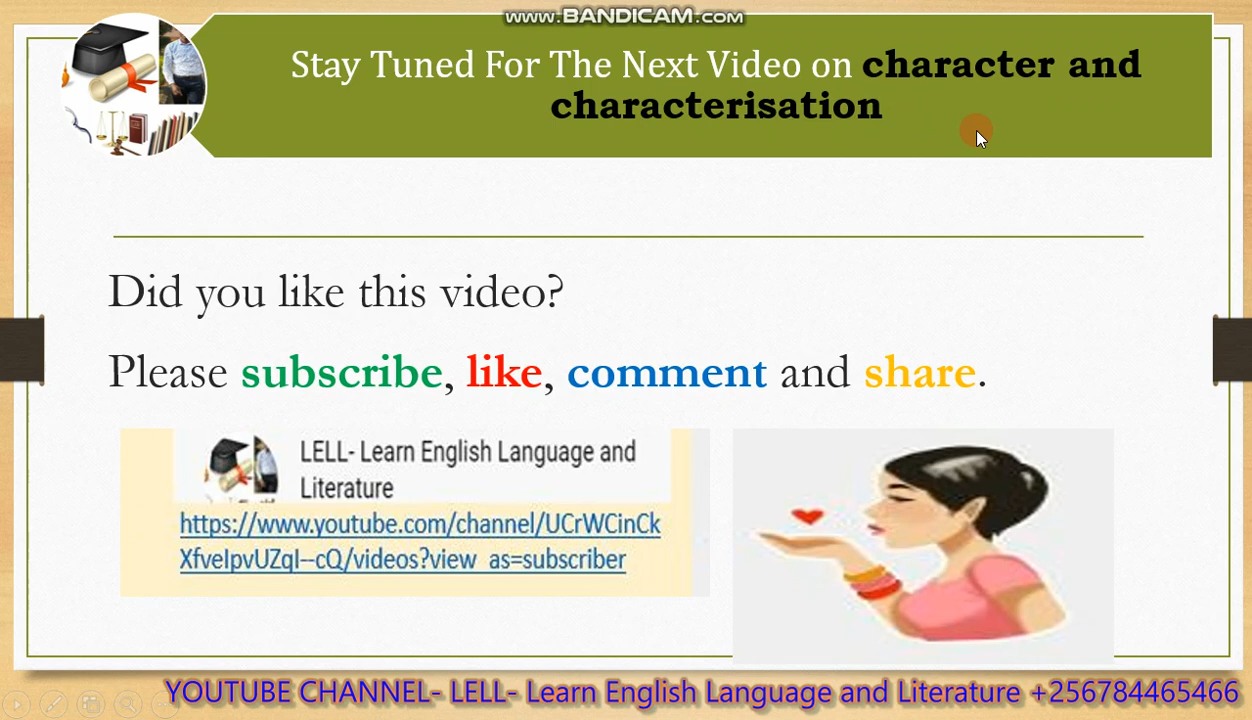 www.BANDICAM.com
Stay Tuned For The Next Video on character and
characterisation
Did you like this video?
Please subscribe, like, comment and share.
LELL- Learn English Language and
Literature
https://www.youtube.com/channel/UCrWCinCk
XfveIpvUZqI--cQ/videos?view_as=subscriber
YOUTUBE CHANNEL- LELL- Learn English Language and Literature +256784465466